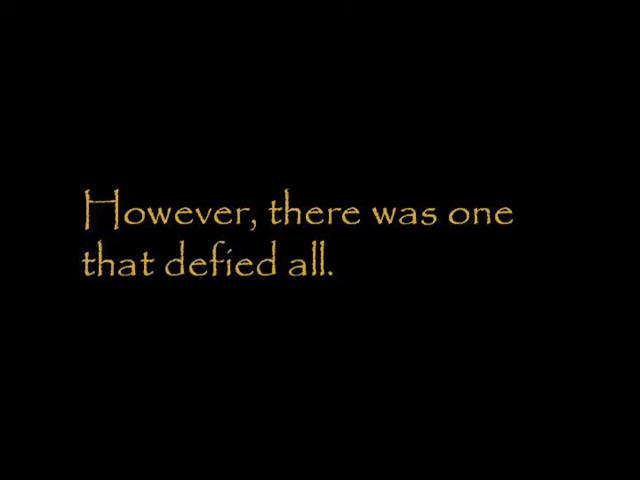 However, there was one
that defied all.